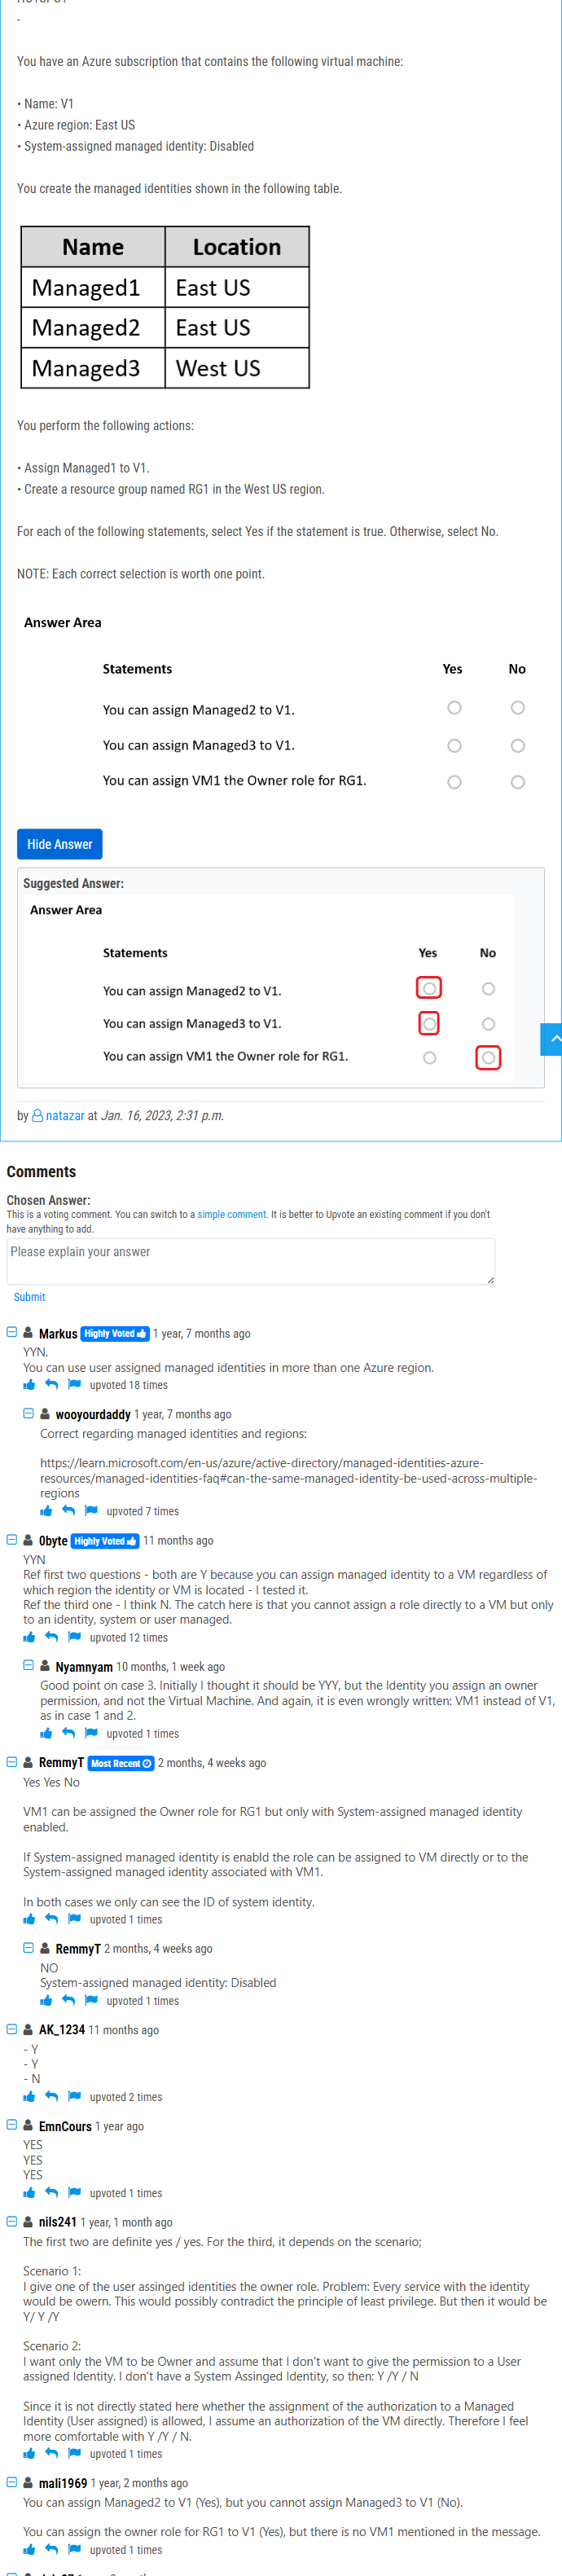 -
You have an Azure subscription that contains the following virtual machine:
• Name: V1
• Azure region: East US
• System-assigned managed identity: Disabled
You create the managed identities shown in the following table.
Name Location
Managed1 East US
Managed2 East US
Managed3 West US
You perform the following actions:
• Assign Managed1 to V1.
• Create a resource group named RG1 in the West US region.
For each of the following statements, select Yes if the statement is true. Otherwise, select No.
NOTE: Each correct selection is worth one point.
Answer Area
Statements Yes No
You can assign Managed2 to V1.
You can assign Managed3 to V1.
You can assign VM1 the Owner role for RG1.
Hide Answer
Suggested Answer:
Answer Area
Statements Yes No
You can assign Managed2 to V1.
You can assign Managed3 to V1.
You can assign VM1 the Owner role for RG1.
by natazar at Jan. 16, 2023, 2:31 p.m.
Comments
Chosen Answer:
This is a voting comment. You can switch to a simple comment. It is better to Upvote an existing comment if you don't
have anything to add.
Please explain your answer
Submit
Markus Highly Voted 1 year, 7 months ago
YYN.
You can use user assigned managed identities in more than one Azure region.
upvoted 18 times
wooyourdaddy 1 year, 7 months ago
Correct regarding managed identities and regions:
https://learn.microsoft.com/en-us/azure/active-directory/managed-identities-azure-
resources/managed-identities-faq#can-the-same-managed-identity-be-used-across-multiple-
regions
upvoted 7 times
0byte Highly Voted 11 months ago
YYN
Ref first two questions - both are Y because you can assign managed identity to a VM regardless of
which region the identity or VM is located - I tested it.
Ref the third one - I think N. The catch here is that you cannot assign a role directly to a VM but only
to an identity, system or user managed.
upvoted 12 times
Nyamnyam 10 months, 1 week ago
Good point on case 3. Initially I thought it should be YYY, but the Identity you assign an owner
permission, and not the Virtual Machine. And again, it is even wrongly written: VM1 instead of V1,
as in case 1 and 2.
upvoted 1 times
RemmyT Most Recent 2 months, 4 weeks ago
Yes Yes No
VM1 can be assigned the Owner role for RG1 but only with System-assigned managed identity
enabled.
If System-assigned managed identity is enabld the role can be assigned to VM directly or to the
System-assigned managed identity associated with VM1.
In both cases we only can see the ID of system identity.
upvoted 1 times
RemmyT 2 months, 4 weeks ago
NO
System-assigned managed identity: Disabled
upvoted 1 times
AK_1234 11 months ago
- Y
- Y
- N
upvoted 2 times
EmnCours 1 year ago
YES
YES
YES
upvoted 1 times
nils241 1 year, 1 month ago
The first two are definite yes / yes. For the third, it depends on the scenario;
Scenario 1:
I give one of the user assinged identities the owner role. Problem: Every service with the identity
would be owern. This would possibly contradict the principle of least privilege. But then it would be
Y/ Y /Y
Scenario 2:
I want only the VM to be Owner and assume that I don't want to give the permission to a User
assigned Identity. I don't have a System Assinged Identity, so then: Y /Y / N
Since it is not directly stated here whether the assignment of the authorization to a Managed
Identity (User assigned) is allowed, I assume an authorization of the VM directly. Therefore I feel
more comfortable with Y /Y / N.
upvoted 1 times
mali1969 1 year, 2 months ago
You can assign Managed2 to V1 (Yes), but you cannot assign Managed3 to V1 (No).
You can assign the owner role for RG1 to V1 (Yes), but there is no VM1 mentioned in the message.
upvoted 1 times